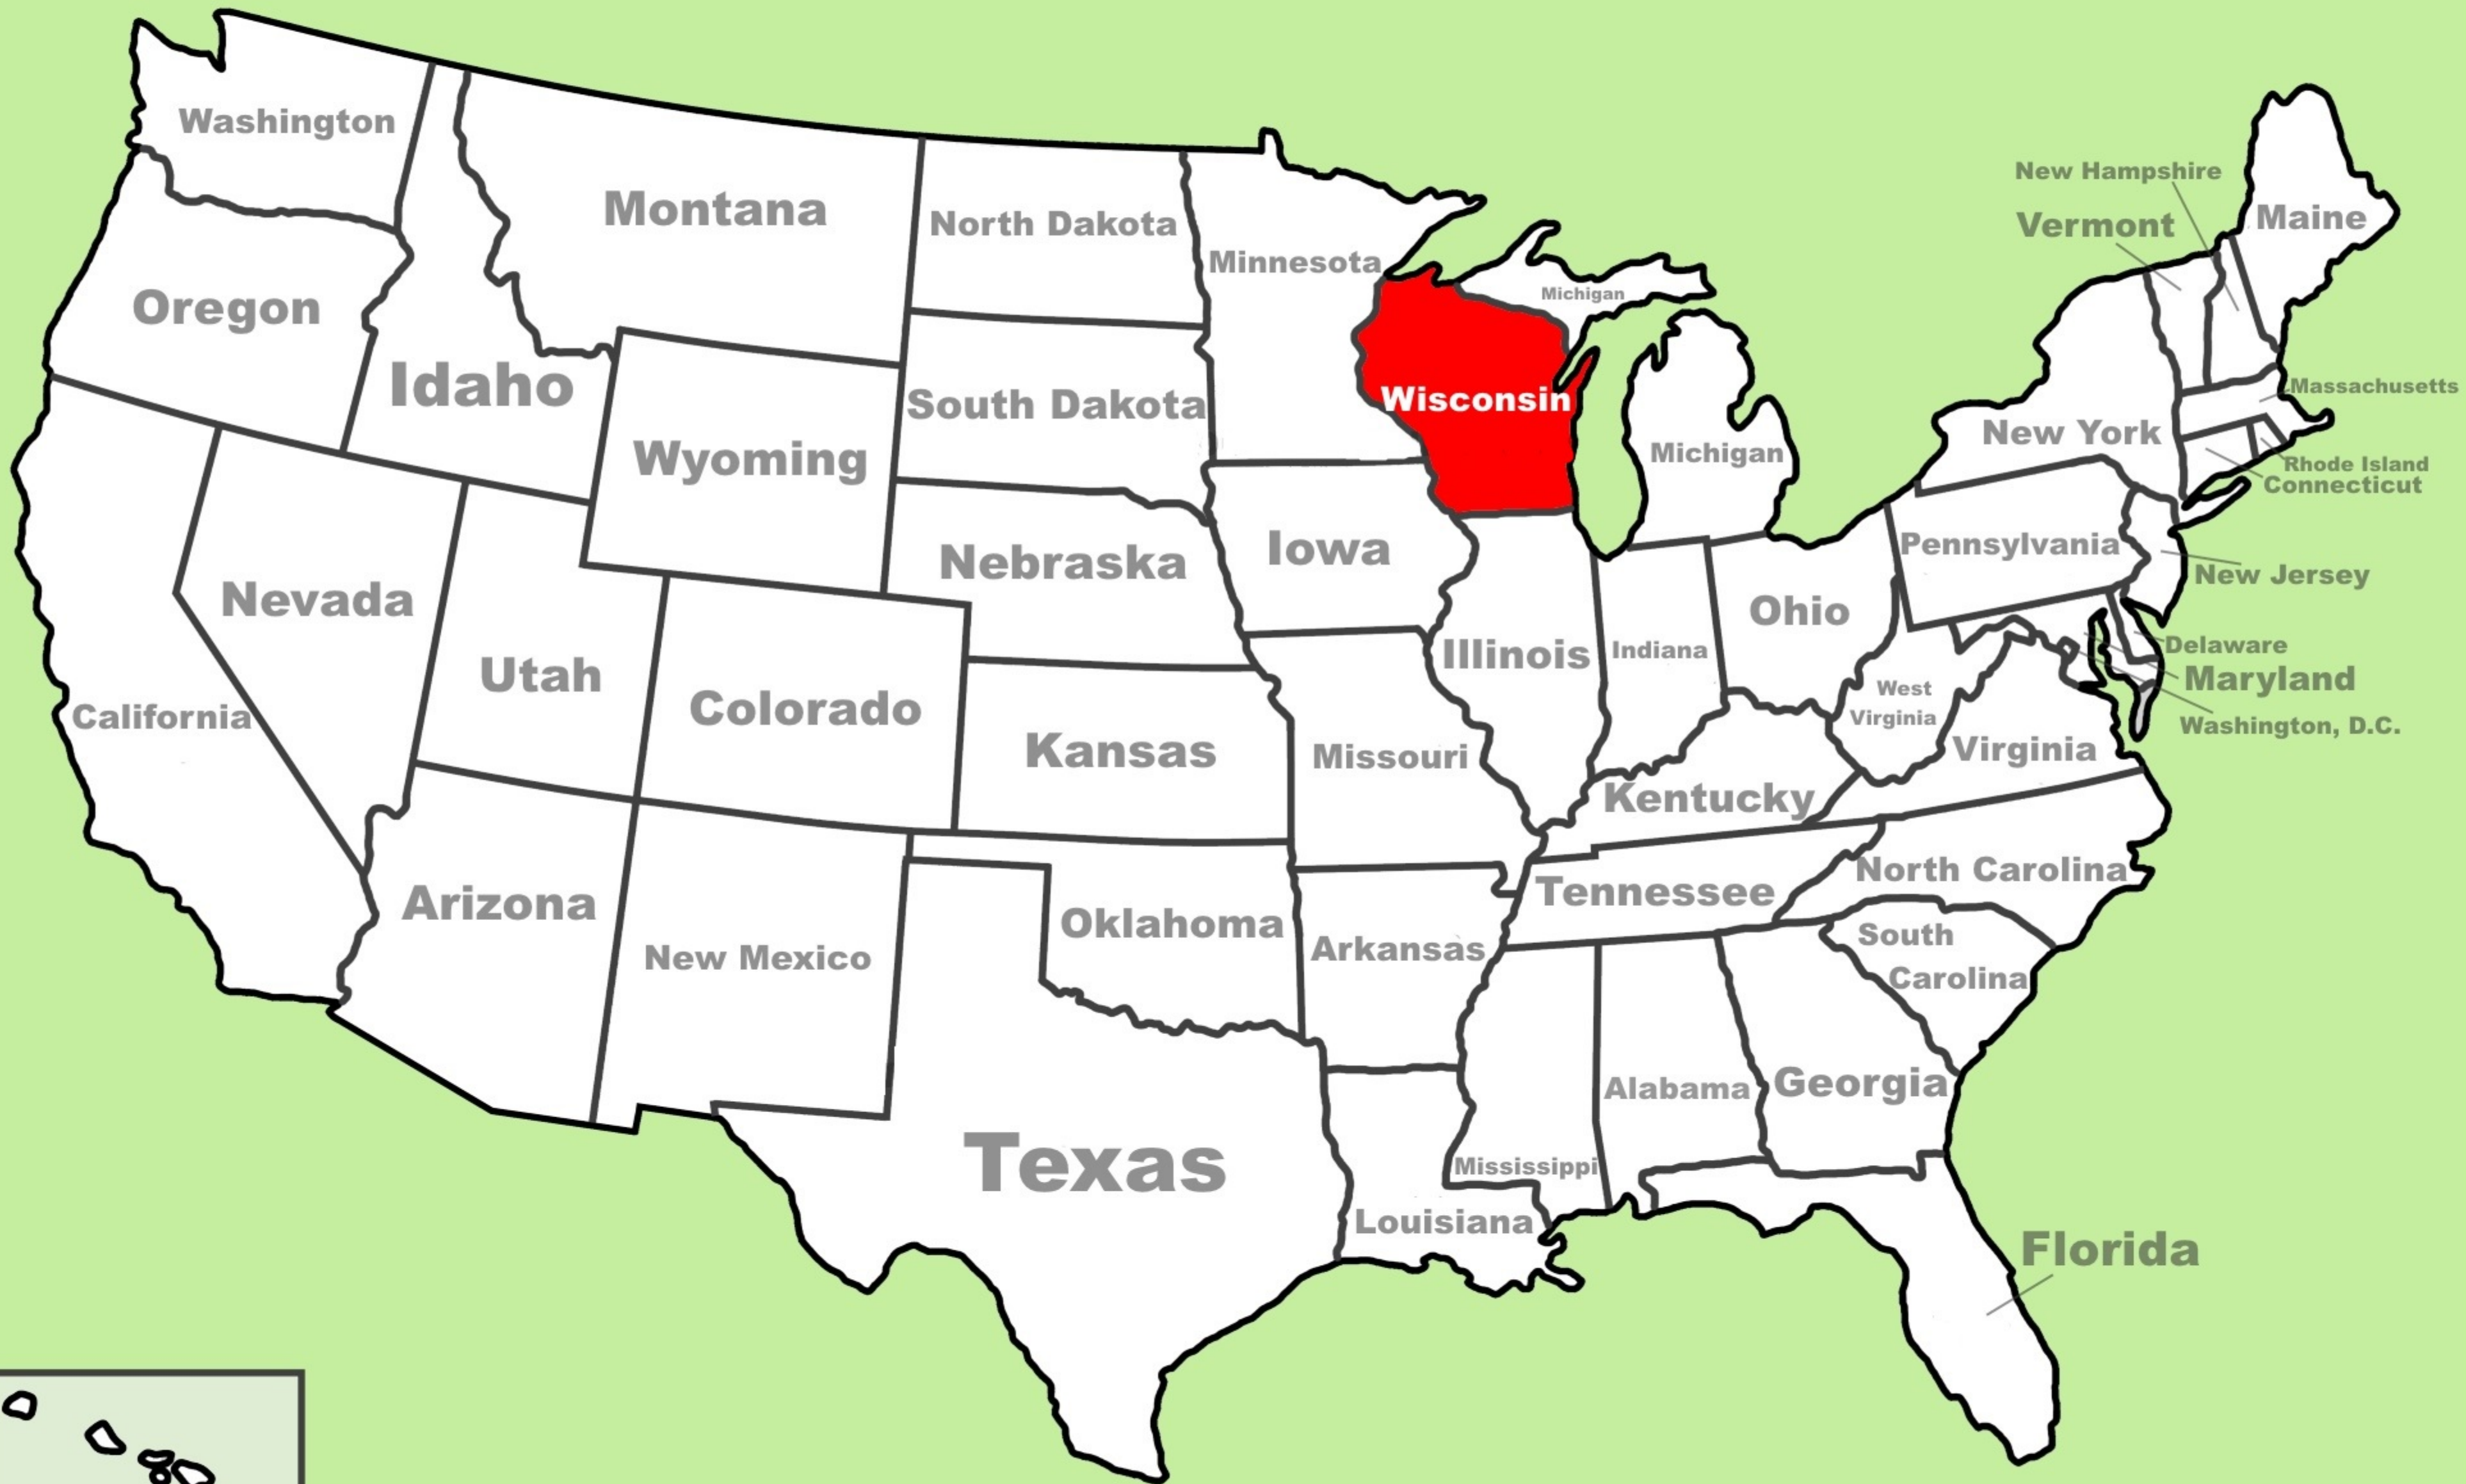 Washington
Montana
North Dakota
Minnesota
New Hampshire
Vermont
Maine
Oregon
Idaho
Wyoming
South Dakota
Wisconsin
Michigan
Michigan
New York
Massachusetts
Rhode Island
Connecticut
Nevada
Utah
Colorado
Nebraska
Iowa
Illinois
Indiana
Ohio
Pennsylvania
New Jersey
Delaware
Maryland
Washington, D.C.
West
Virginia
Virginia
California
Kansas
Missouri
Kentucky
Arizona
New Mexico
Oklahoma
Arkansas
Tennessee
North Carolina
South
Carolina
Texas
Louisiana
Mississippi
Alabama
Georgia
Florida